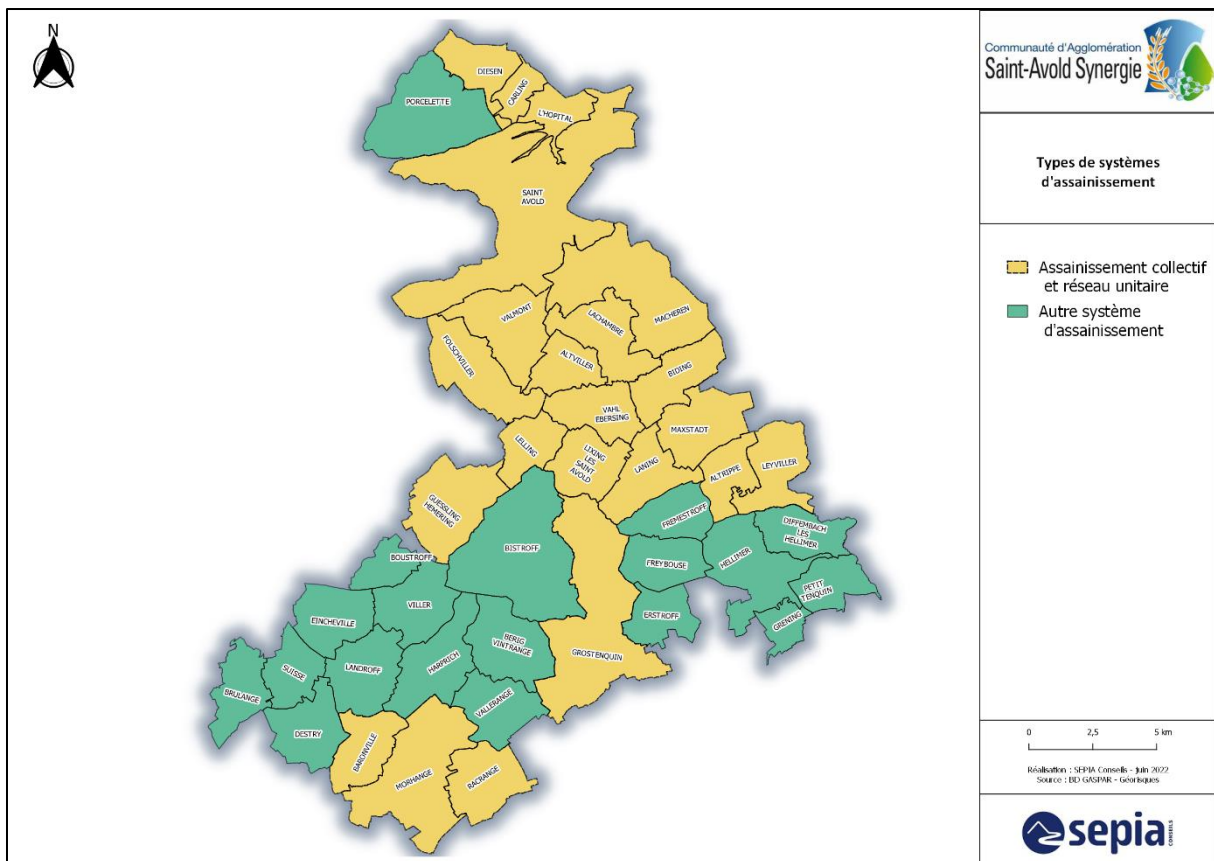 N
DIESEN
CARLING
PORCELETTE
L'HOPITAL
SAINT
AVOLD
VALMONT
LACHAMBRE
MACHEREN
FOLSCHVILLER
ALTVILLER
BIDING
VAHL
EBERSING
MAXSTADT
LELLING
LIXING
LES
SAINT
AVOLD
LANING
ALTRIPPE
LEYVILLER
GUESSLING
HEMERING
FREMESTROFF
DIFFEMBACH
LES
HELLIMER
BISTROFF
HELLIMER
BOUSTROFF
FREYBOUSE
PETIT
TENQUIN
VILLER
EINCHEVILLE
ERSTROFF
GRENING
BERIG
VINTRANGE
GROSTENQUIN
HARPRICH
LANDROFF
SUISSE
BRULANGE
VALLERANGE
DESTRY
BARONVILLE
MORHANGE
RACRANGE
Communauté d'Agglomération
Saint-Avold Synergie
Types de systèmes
d'assainissement
Assainissement collectif
et réseau unitaire
Autre système
d'assainissement
0 2,5 5 km
Réalisation : SEPIA Conseils - juin 2022
Source : BD GASPAR - Géorisques
sepia
CONSEILS